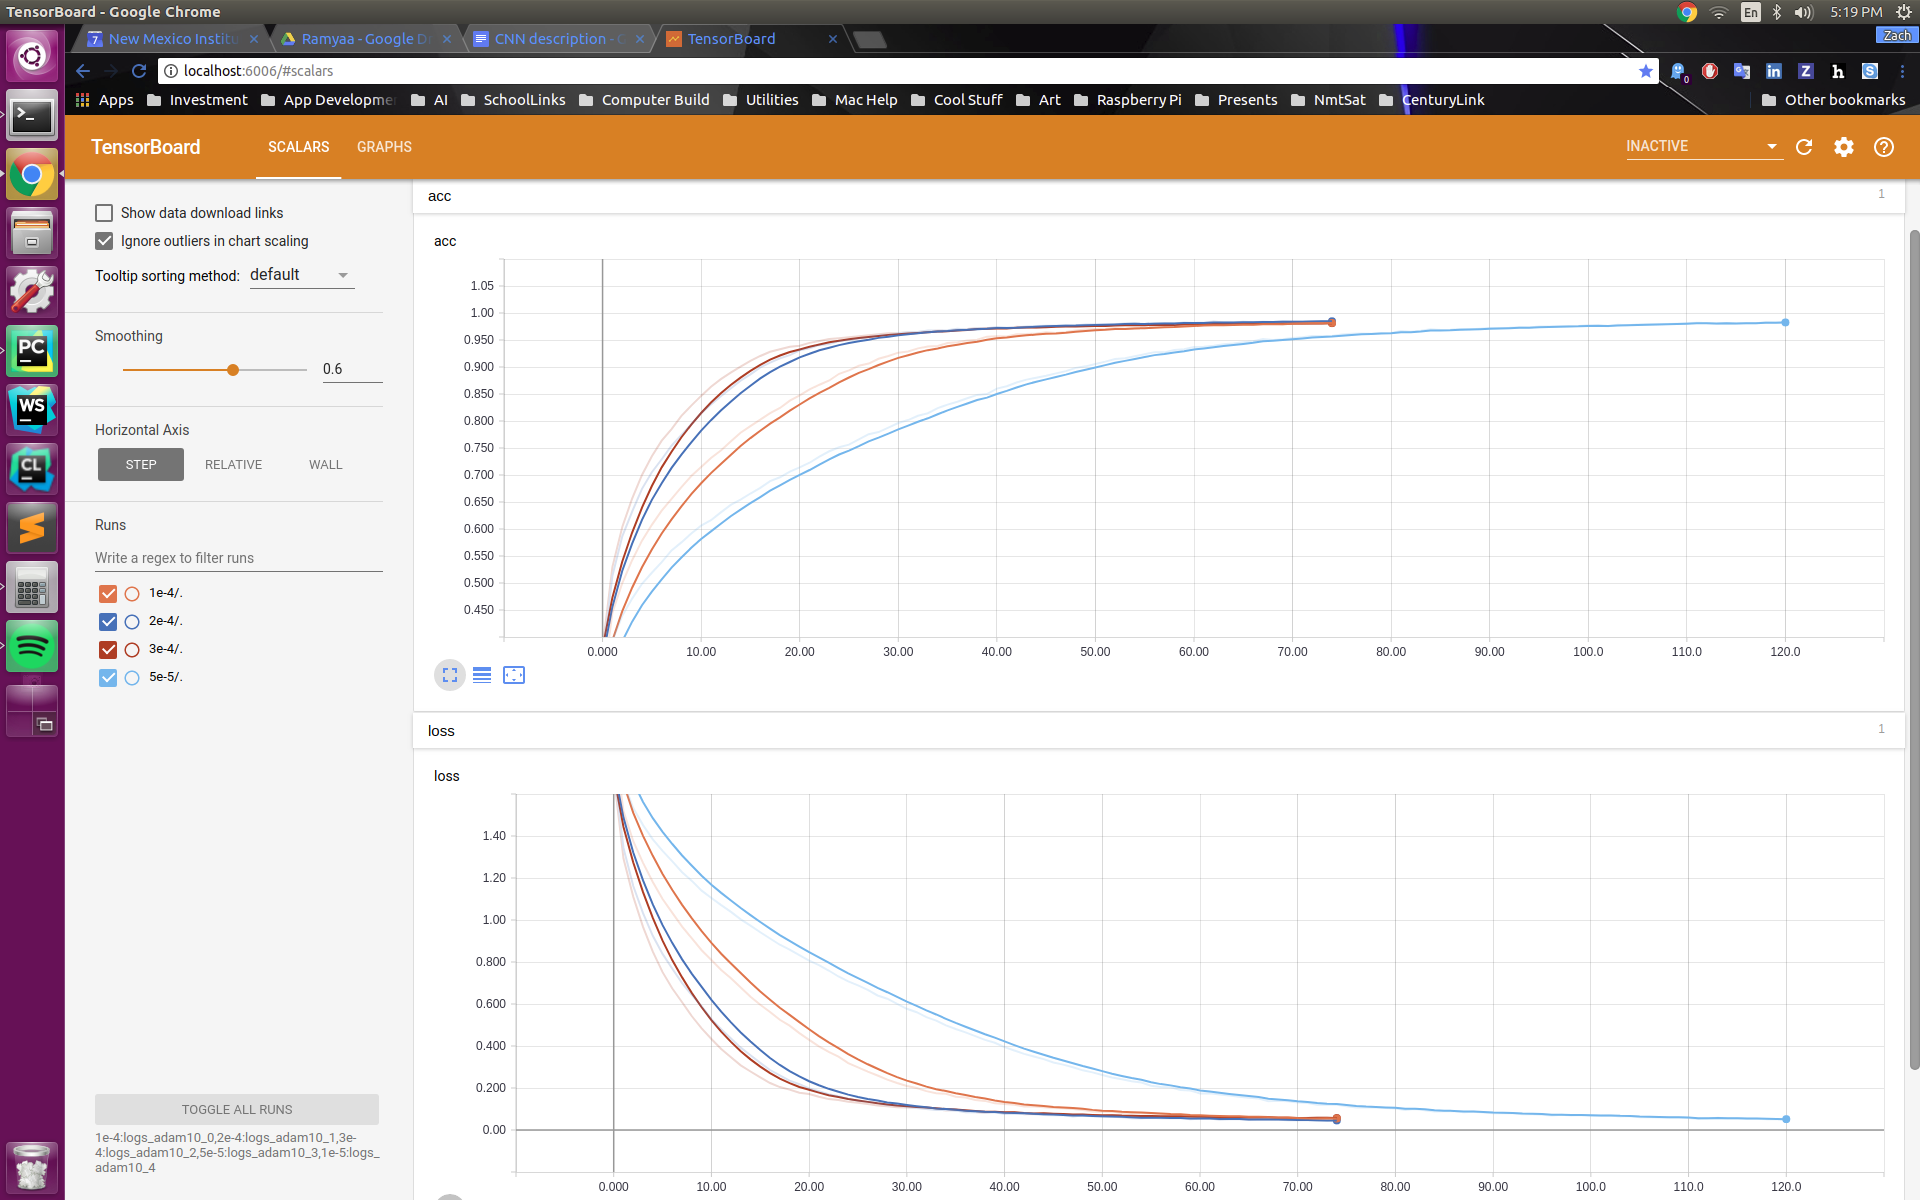 TensorBoard - Google Chrome
En
5:19 PM
7 New Mexico Institu
Ramyaa - Google D
CNN description - G
TensorBoard
Zach
localhost:6006/#scalars
0
Apps
Investment
App Developme
AI
SchoolLinks
Computer Build
Utilities
Mac Help
Cool Stuff
Art
Raspberry Pi
Presents
NmtSat
CenturyLink
Other bookmarks
TensorBoard
SCALARS
GRAPHS
INACTIVE
Show data download links
Ignore outliers in chart scaling
Tooltip sorting method: default
Smoothing
0.6
Horizontal Axis
STEP
RELATIVE
WALL
Runs
Write a regex to filter runs
1e-4/.
2e-4/.
3e-4/.
5e-5/.
TOGGLE ALL RUNS
1e-4:logs_adam10_0,2e-4:logs_adam10_1,3e-
4:logs_adam10_2,5e-5:logs_adam10_3,1e-5:logs_
adam10_4
acc
1
acc
1.05
1.00
0.950
0.900
0.850
0.800
0.750
0.700
0.650
0.600
0.550
0.500
0.450
0.000 10.00 20.00 30.00 40.00 50.00 60.00 70.00 80.00 90.00 100.0 110.0 120.0
loss
1
loss
1.40
1.20
1.00
0.800
0.600
0.400
0.200
0.00
0.000 10.00 20.00 30.00 40.00 50.00 60.00 70.00 80.00 90.00 100.0 110.0 120.0
PC
WS
CL